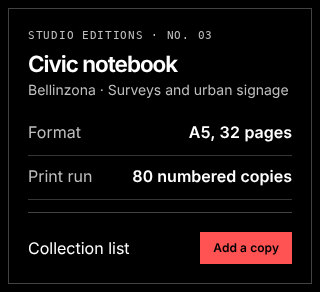 STUDIO EDITIONS · NO. 03
Civic notebook
Bellinzona · Surveys and urban signage
Format A5, 32 pages
Print run 80 numbered copies
Collection list Add a copy